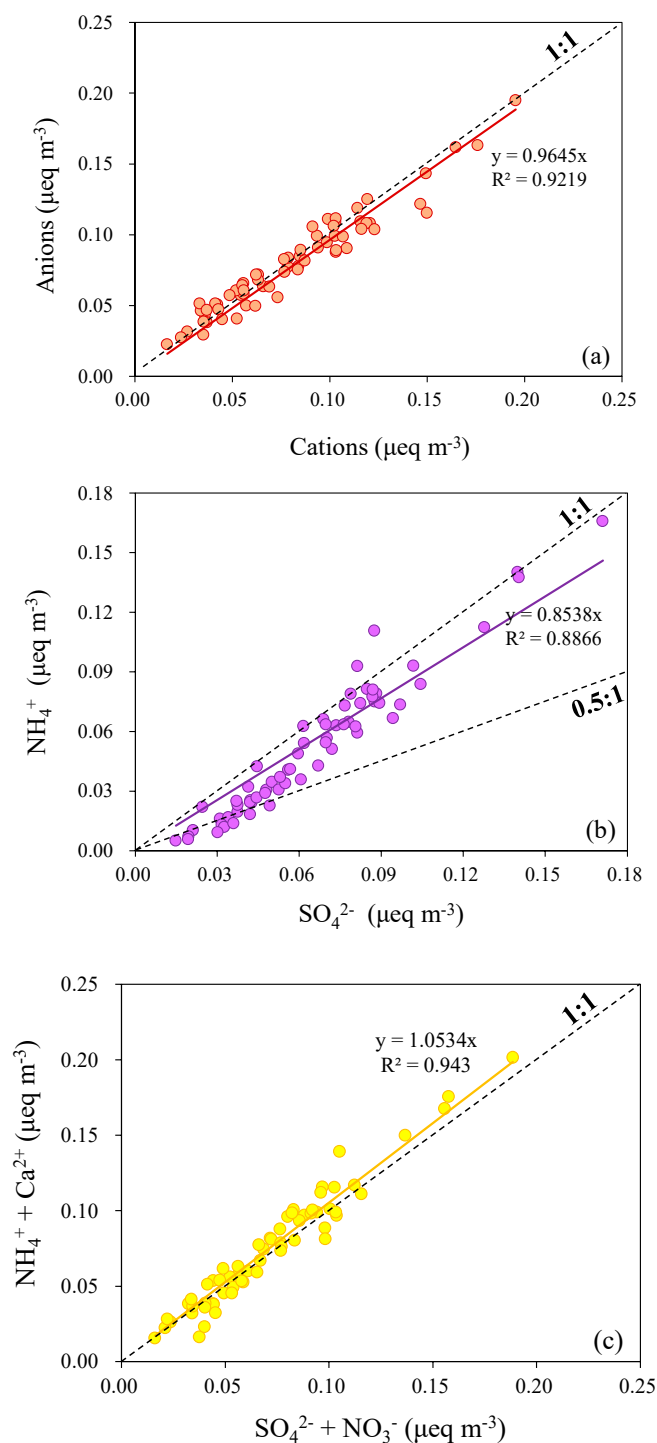 0.25
1:1
0.20
y = 0.9645x
R² = 0.9219
0.15
Anions (μeq m⁻³)
0.10
0.05
(a)
0.00
0.00 0.05 0.10 0.15 0.20 0.25
Cations (μeq m⁻³)
0.18
1:1
0.15
0.12
y = 0.8538x
R² = 0.8866
NH₄⁺ (μeq m⁻³)
0.09
0.5:1
0.06
0.03
(b)
0.00
0.00 0.03 0.06 0.09 0.12 0.15 0.18
SO₄²⁻ (μeq m⁻³)
0.25
1:1
y = 1.0534x
R² = 0.943
0.20
0.15
NH₄⁺ + Ca²⁺ (μeq m⁻³)
0.10
0.05
(c)
0.00
0.00 0.05 0.10 0.15 0.20 0.25
SO₄²⁻ + NO₃⁻ (μeq m⁻³)